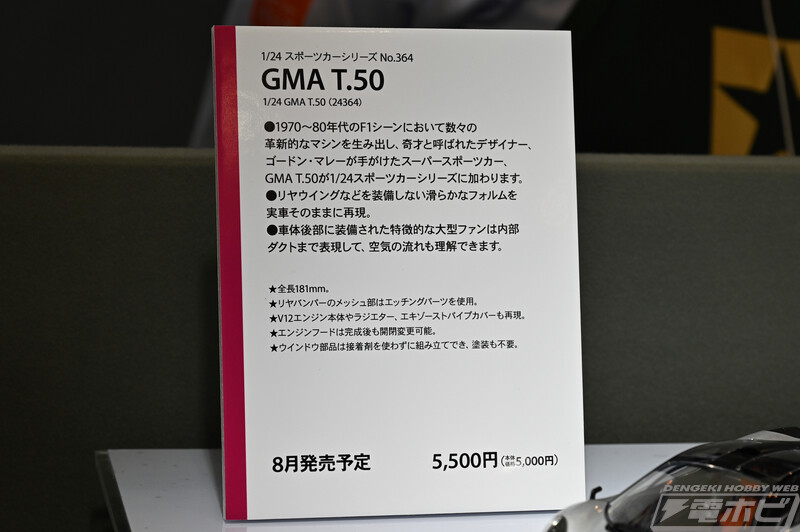 1/24 スポーツカーシリーズ No.364
GMA T.50
1/24 GMA T.50 (24364)
●1970〜80年代のF1シーンにおいて数々の
革新的なマシンを生み出し、奇才と呼ばれたデザイナー、
ゴードン・マレーが手がけたスーパースポーツカー、
GMA T.50が1/24スポーツカーシリーズに加わります。
●リヤウイングなどを装備しない滑らかなフォルムを
実車そのままに再現。
●車体後部に装備された特徴的な大型ファンは内部
ダクトまで表現して、空気の流れも理解できます。
★全長181mm。
★リヤバンパーのメッシュ部はエッチングパーツを使用。
★V12エンジン本体やラジエター、エキゾーストパイプカバーも再現。
★エンジンフードは完成後も開閉変更可能。
★ウインドウ部品は接着剤を使わずに組み立てでき、塗装も不要。
8月発売予定 5,500円(本体価格5,000円)
DENGEKI HOBBY WEB
電ホビ